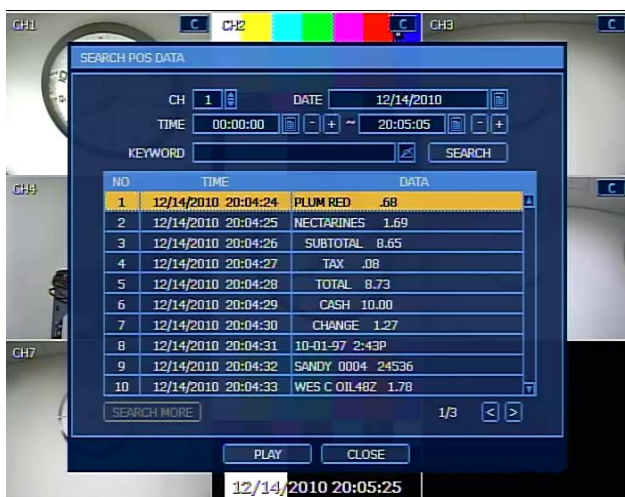 CH1 C CH2 C CH3 C
SEARCH POS DATA
CH 1 DATE 12/14/2010
TIME 00:00:00 - + ~ 20:05:05 - +
KEYWORD SEARCH
CH4 C
NO TIME DATA
1 12/14/2010 20:04:24 PLUM RED .68
2 12/14/2010 20:04:25 NECTARINES 1.69
3 12/14/2010 20:04:26 SUBTOTAL 8.65
4 12/14/2010 20:04:27 TAX .08
5 12/14/2010 20:04:28 TOTAL 8.73
6 12/14/2010 20:04:29 CASH 10.00
7 12/14/2010 20:04:30 CHANGE 1.27
CH7
8 12/14/2010 20:04:31 10-01-97 2:43P
9 12/14/2010 20:04:32 SANDY 0004 24536
10 12/14/2010 20:04:33 WES C OIL48Z 1.78
SEARCH MORE 1/3 < >
PLAY CLOSE
12/14/2010 20:05:25